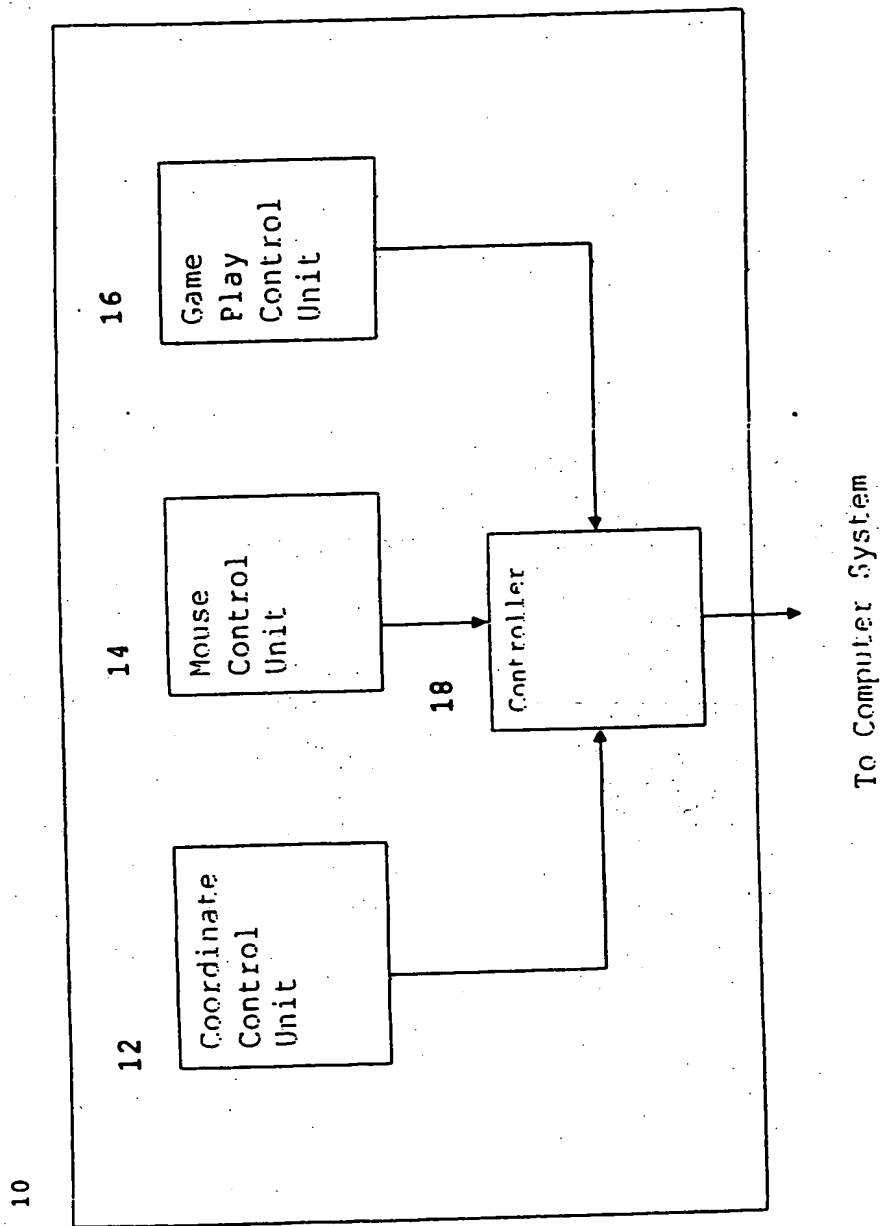 10
12
Coordinate
Control
Unit
14
Mouse
Control
Unit
16
Game
Play
Control
Unit
18
Controller
To Computer System